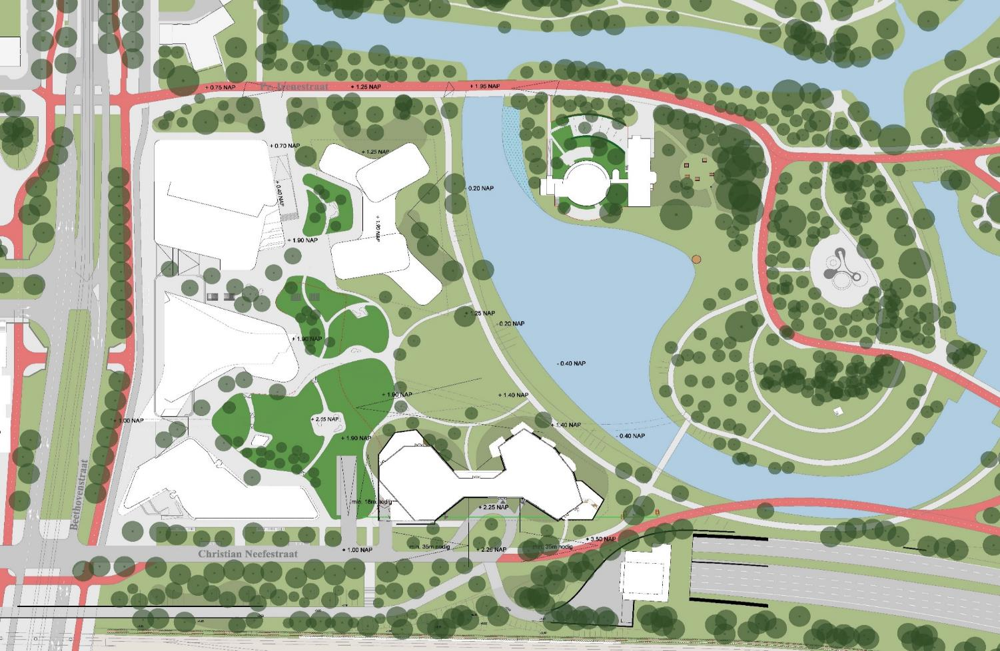 Pr. Irenestraat
+ 0.75 NAP
+ 1.25 NAP
+ 1.95 NAP
+ 0.70 NAP
+ 1.25 NAP
+ 0.40 NAP
- 0.20 NAP
+ 1.90 NAP
+ 1.90 NAP
+ 1.25 NAP
- 0.20 NAP
+ 1.90 NAP
- 0.40 NAP
+ 1.90 NAP
+ 1.40 NAP
+ 1.00 NAP
+ 2.15 NAP
+ 1.40 NAP
- 0.40 NAP
+ 1.90 NAP
Beethovenstraat
min. 18m nodig
+ 2.25 NAP
+ 3.50 NAP
min. 35m nodig
min. 35m nodig
+ 1.00 NAP
+ 2.25 NAP
Christian Neefestraat